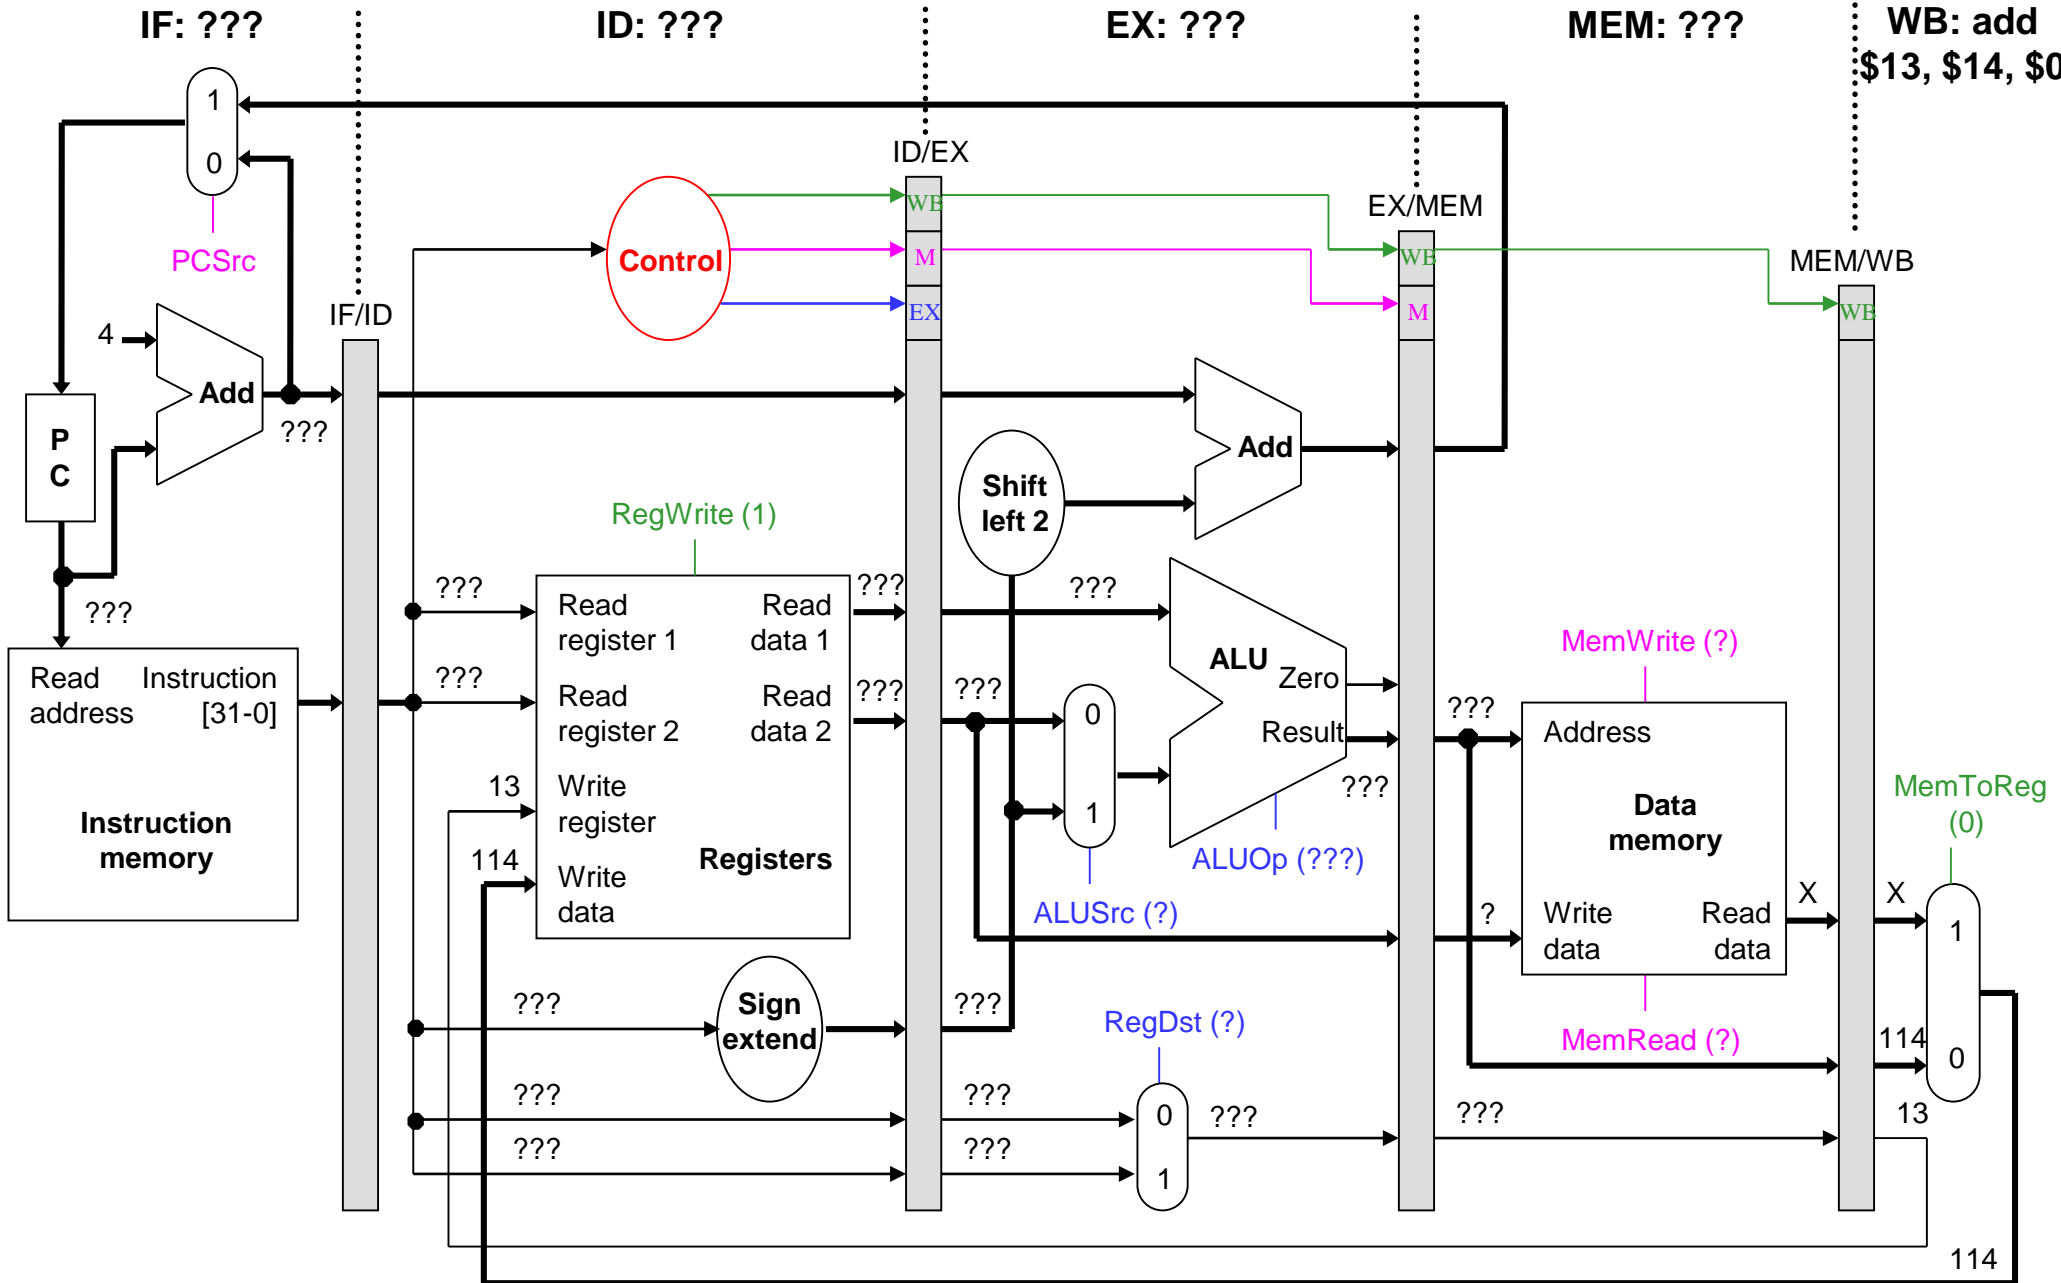 IF: ???
ID: ???
EX: ???
MEM: ???
WB: add
$13, $14, $0
1
0
PCSrc
4
Add
???
P
C
???
Read
address
Instruction
[31-0]
Instruction
memory
IF/ID
Control
ID/EX
WB
M
EX
EX/MEM
WB
M
MEM/WB
WB
RegWrite (1)
???
Read
register 1
Read
data 1
???
???
Read
register 2
Read
data 2
???
13
Write
register
Registers
114
Write
data
???
Sign
extend
???
???
Shift
left 2
Add
???
???
0
1
ALUSrc (?)
ALU
Zero
Result
???
ALUOp (???)
???
RegDst (?)
???
???
0
1
???
MemWrite (?)
???
Address
Data
memory
?
Write
data
Read
data
X
MemRead (?)
???
MemToReg
(0)
X
1
114
0
13
114